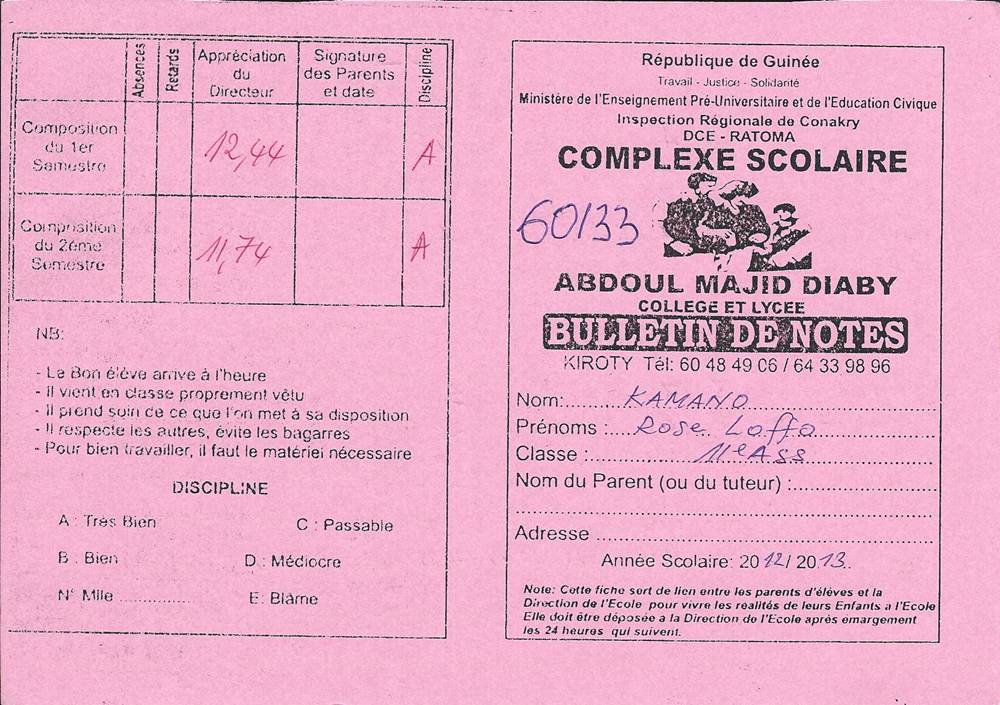 Absences
Retards
Appréciation du Directeur
Signature des Parents et date
Discipline
Composition du 1er Semestre
12,44
A
Composition du 2ème Semestre
11,74
A
NB:
- Le Bon élève arrive à l'heure
- Il vient en classe proprement vêtu
- Il prend soin de ce que l'on met à sa disposition
- Il respecte les autres, évite les bagarres
- Pour bien travailler, il faut le matériel nécessaire
DISCIPLINE
A : Très Bien
C : Passable
B : Bien
D : Médiocre
N° Mlle ..............
E: Blâme
République de Guinée
Travail - Justice - Solidarité
Ministère de l'Enseignement Pré-Universitaire et de l'Education Civique
Inspection Régionale de Conakry
DCE - RATOMA
COMPLEXE SCOLAIRE
60133
ABDOUL MAJID DIABY
COLLEGE ET LYCEE
BULLETIN DE NOTES
KIROTY Tél: 60 48 49 06 / 64 33 98 96
Nom: KAMANO
Prénoms : Rose Loffo
Classe : 11e A SS
Nom du Parent (ou du tuteur) :
Adresse
Année Scolaire: 2012/ 2013
Note: Cette fiche sert de lien entre les parents d'élèves et la
Direction de l'Ecole pour vivre les réalités de leurs Enfants à l'Ecole
Elle doit être déposée a la Direction de l'Ecole après émargement
les 24 heures qui suivent.